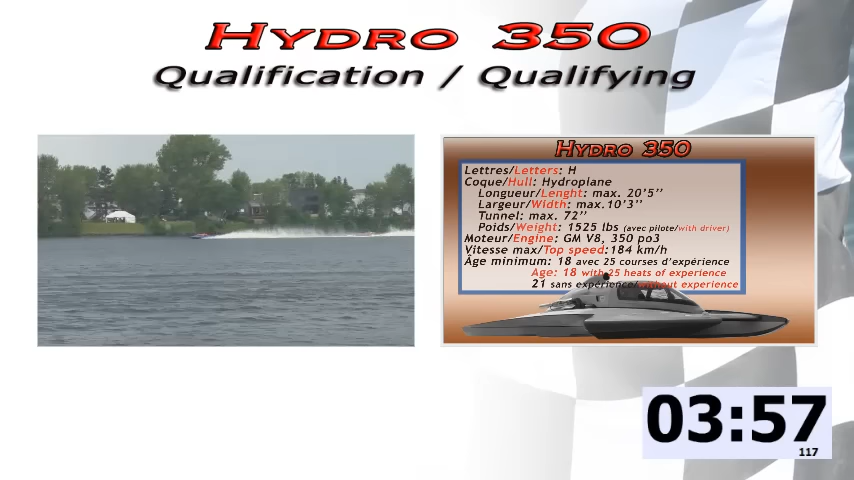 HYDRO 350
Qualification / Qualifying
HYDRO 350
Lettres/Letters: H
Coque/Hull: Hydroplane
Longueur/Lenght: max. 20'5''
Largeur/Width: max.10'3''
Tunnel: max. 72''
Poids/Weight: 1525 lbs (avec pilote/with driver)
Moteur/Engine: GM V8, 350 po3
Vitesse max/Top speed:184 km/h
Âge minimum: 18 avec 25 courses d'expérience
Age: 18 with 25 heats of experience
21 sans expérience/without experience
03:57
117